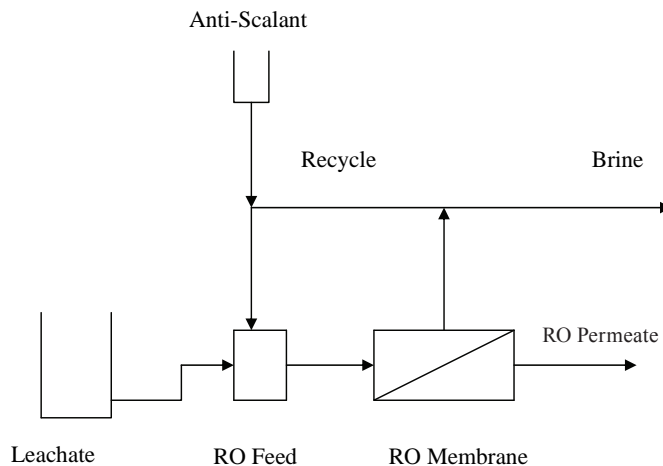 Anti-Scalant
Recycle
Brine
RO Permeate
Leachate
RO Feed
RO Membrane